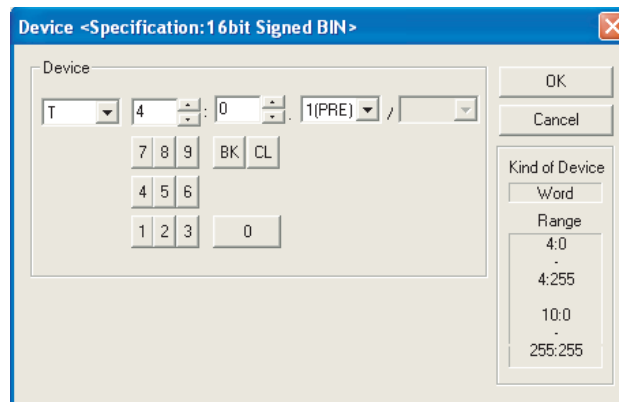 Device <Specification:16bit Signed BIN>
Device
T 4 : 0 . 1(PRE) /
7 8 9 BK CL
4 5 6
1 2 3 0
OK
Cancel
Kind of Device
Word
Range
4:0
-
4:255
10:0
-
255:255